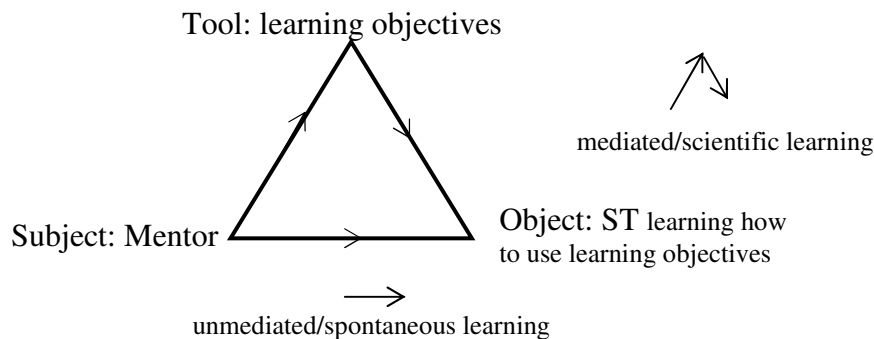 Tool: learning objectives
mediated/scientific learning
Subject: Mentor
Object: ST learning how
to use learning objectives
unmediated/spontaneous learning